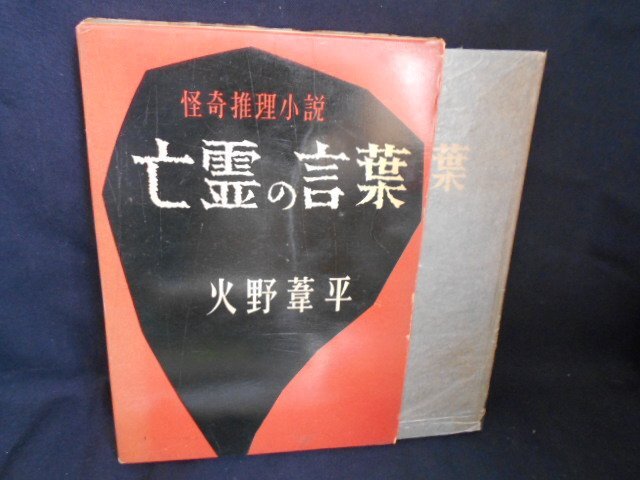 怪奇推理小説
亡霊の言葉
火野葦平
葉